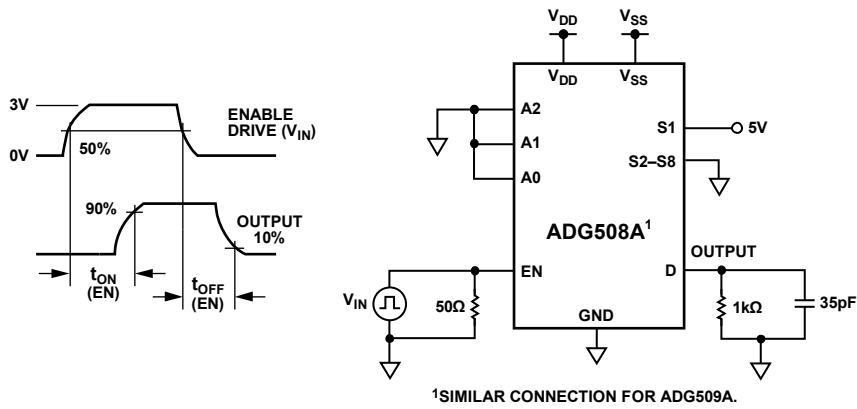 3V
0V
50%
ENABLE
DRIVE (VIN)
90%
OUTPUT
10%
tON
(EN)
tOFF
(EN)
VDD
VSS
VDD
VSS
A2
A1
A0
S1
5V
S2–S8
ADG508A1
OUTPUT
EN
D
VIN
50Ω
GND
1kΩ
35pF
1SIMILAR CONNECTION FOR ADG509A.